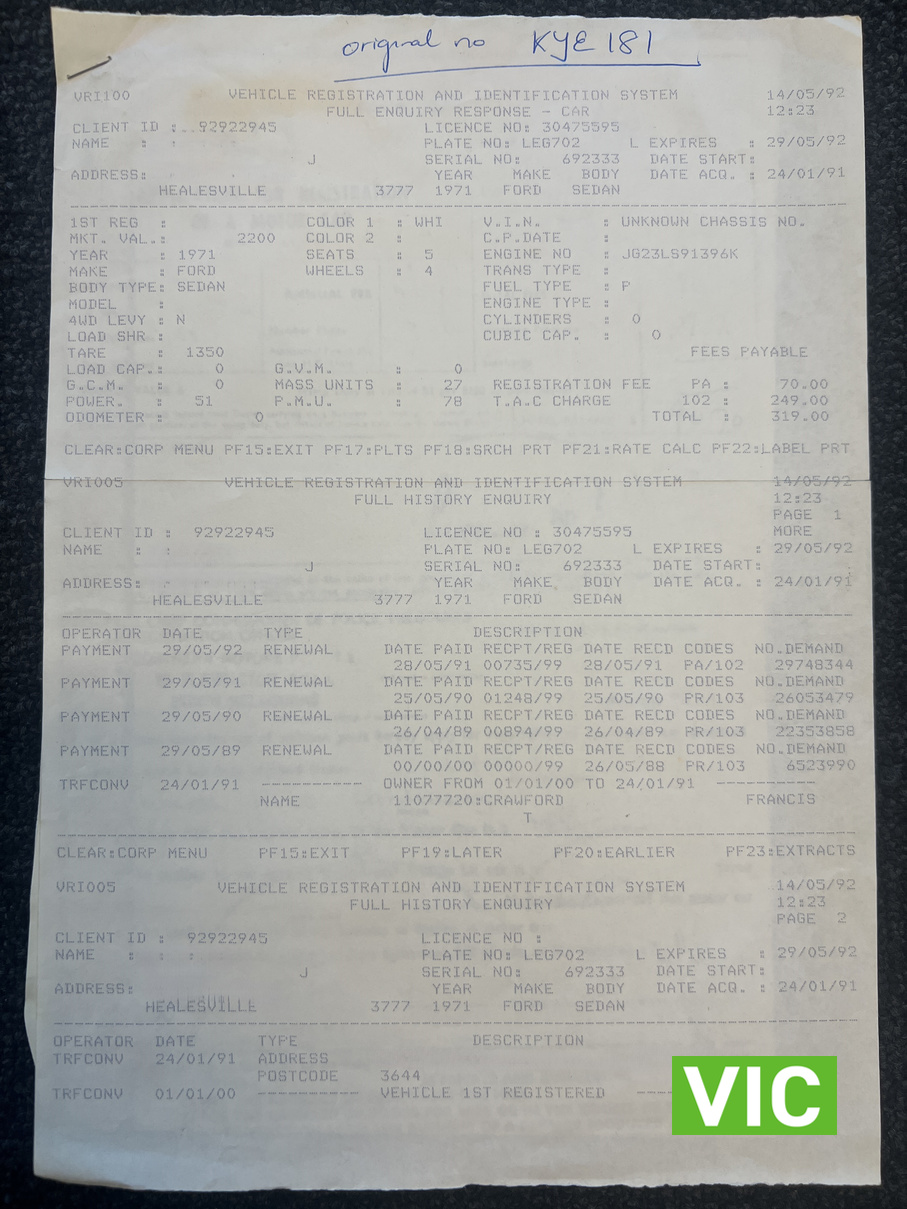 original no KYE 181
VRI100 VEHICLE REGISTRATION AND IDENTIFICATION SYSTEM 14/05/92
FULL ENQUIRY RESPONSE - CAR 12:23
CLIENT ID : 92922945 LICENCE NO: 30475595
NAME : PLATE NO: LEG702 L EXPIRES : 29/05/92
J SERIAL NO: 692333 DATE START:
ADDRESS: YEAR MAKE BODY DATE ACQ. : 24/01/91
HEALESVILLE 3777 1971 FORD SEDAN
1ST REG : COLOR 1 : WHI V.I.N. : UNKNOWN CHASSIS NO.
MKT. VAL.: 2200 COLOR 2 : C.P.DATE :
YEAR : 1971 SEATS : 5 ENGINE NO : JG23LS91396K
MAKE : FORD WHEELS : 4 TRANS TYPE :
BODY TYPE: SEDAN FUEL TYPE : P
MODEL : ENGINE TYPE :
4WD LEVY : N CYLINDERS : 0
LOAD SHR : CUBIC CAP. : 0
TARE : 1350 FEES PAYABLE
LOAD CAP.: 0 G.V.M. : 0
G.C.M. : 0 MASS UNITS : 27 REGISTRATION FEE PA : 70.00
POWER. : 51 P.M.U. : 78 T.A.C CHARGE 102 : 249.00
ODOMETER : 0 TOTAL : 319.00
CLEAR:CORP MENU PF15:EXIT PF17:PLTS PF18:SRCH PRT PF21:RATE CALC PF22:LABEL PRT
VRI005 VEHICLE REGISTRATION AND IDENTIFICATION SYSTEM 14/05/92
FULL HISTORY ENQUIRY 12:23
PAGE 1
CLIENT ID : 92922945 LICENCE NO : 30475595 MORE
NAME : : PLATE NO: LEG702 L EXPIRES : 29/05/92
J SERIAL NO: 692333 DATE START:
ADDRESS: YEAR MAKE BODY DATE ACQ. : 24/01/91
HEALESVILLE 3777 1971 FORD SEDAN
OPERATOR DATE TYPE DESCRIPTION
PAYMENT 29/05/92 RENEWAL DATE PAID RECPT/REG DATE RECD CODES NO.DEMAND
28/05/91 00735/99 28/05/91 PA/102 29748344
PAYMENT 29/05/91 RENEWAL DATE PAID RECPT/REG DATE RECD CODES NO.DEMAND
25/05/90 01248/99 25/05/90 PR/103 26053479
PAYMENT 29/05/90 RENEWAL DATE PAID RECPT/REG DATE RECD CODES NO.DEMAND
26/04/89 00894/99 26/04/89 PR/103 22353858
PAYMENT 29/05/89 RENEWAL DATE PAID RECPT/REG DATE RECD CODES NO.DEMAND
00/00/00 00000/99 26/05/88 PR/103 6523990
TRFCONV 24/01/91 ---------- OWNER FROM 01/01/00 TO 24/01/91 ----------
NAME 11077720:CRAWFORD FRANCIS
T
CLEAR:CORP MENU PF15:EXIT PF19:LATER PF20:EARLIER PF23:EXTRACTS
VRI005 VEHICLE REGISTRATION AND IDENTIFICATION SYSTEM 14/05/92
FULL HISTORY ENQUIRY 12:23
PAGE 2
CLIENT ID : 92922945 LICENCE NO :
NAME : : PLATE NO: LEG702 L EXPIRES : 29/05/92
J SERIAL NO: 692333 DATE START:
ADDRESS: YEAR MAKE BODY DATE ACQ. : 24/01/91
HEALESVILLE 3777 1971 FORD SEDAN
OPERATOR DATE TYPE DESCRIPTION
TRFCONV 24/01/91 ADDRESS
POSTCODE 3644
TRFCONV 01/01/00 ---------- VEHICLE 1ST REGISTERED
VIC